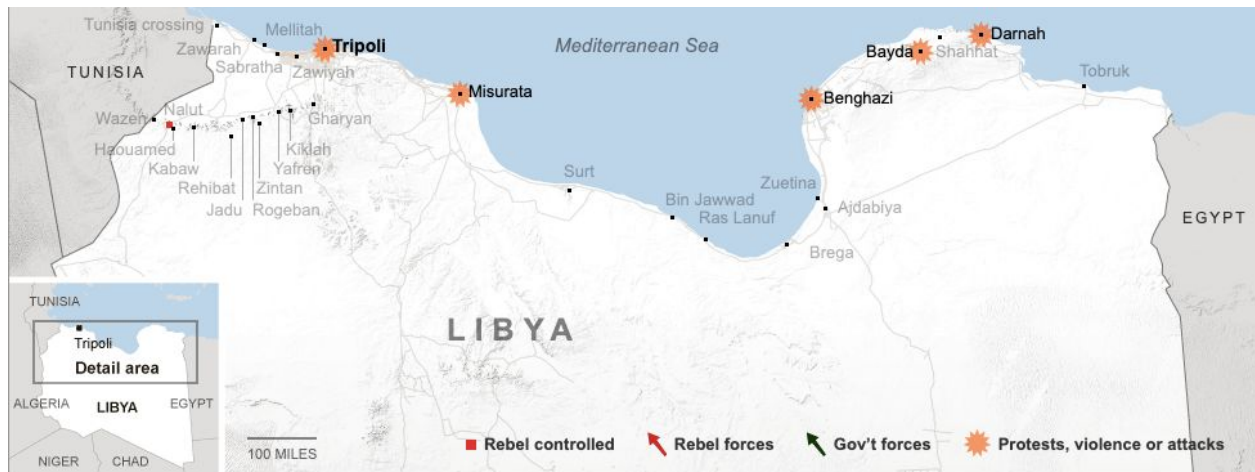 Tunisia crossing
Mellitah
Tripoli
Zawarah
Sabratha
Zawiyah
TUNISIA
Mediterranean Sea
Darnah
Bayda
Shahhat
Tobruk
Misurata
Benghazi
Nalut
Wazen
Gharyan
Haouamed
Kiklah
Kabaw
Yafren
Rehibat
Zintan
Jadu
Rogeban
Surt
Zuetina
Bin Jawwad
Ajdabiya
Ras Lanuf
EGYPT
Brega
LIBYA
TUNISIA
Tripoli
Detail area
ALGERIA
LIBYA
EGYPT
NIGER
CHAD
100 MILES
Rebel controlled
Rebel forces
Gov't forces
Protests, violence or attacks